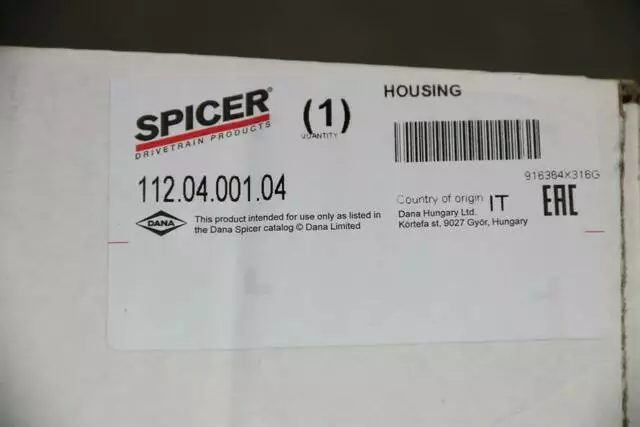 SPICER®
DRIVETRAIN PRODUCTS
(1)
QUANTITY
HOUSING
916364X316G
112.04.001.04
Country of origin IT
EAC
DANA
This product intended for use only as listed in
the Dana Spicer catalog © Dana Limited
Dana Hungary Ltd.
Körtefa st, 9027 Győr, Hungary